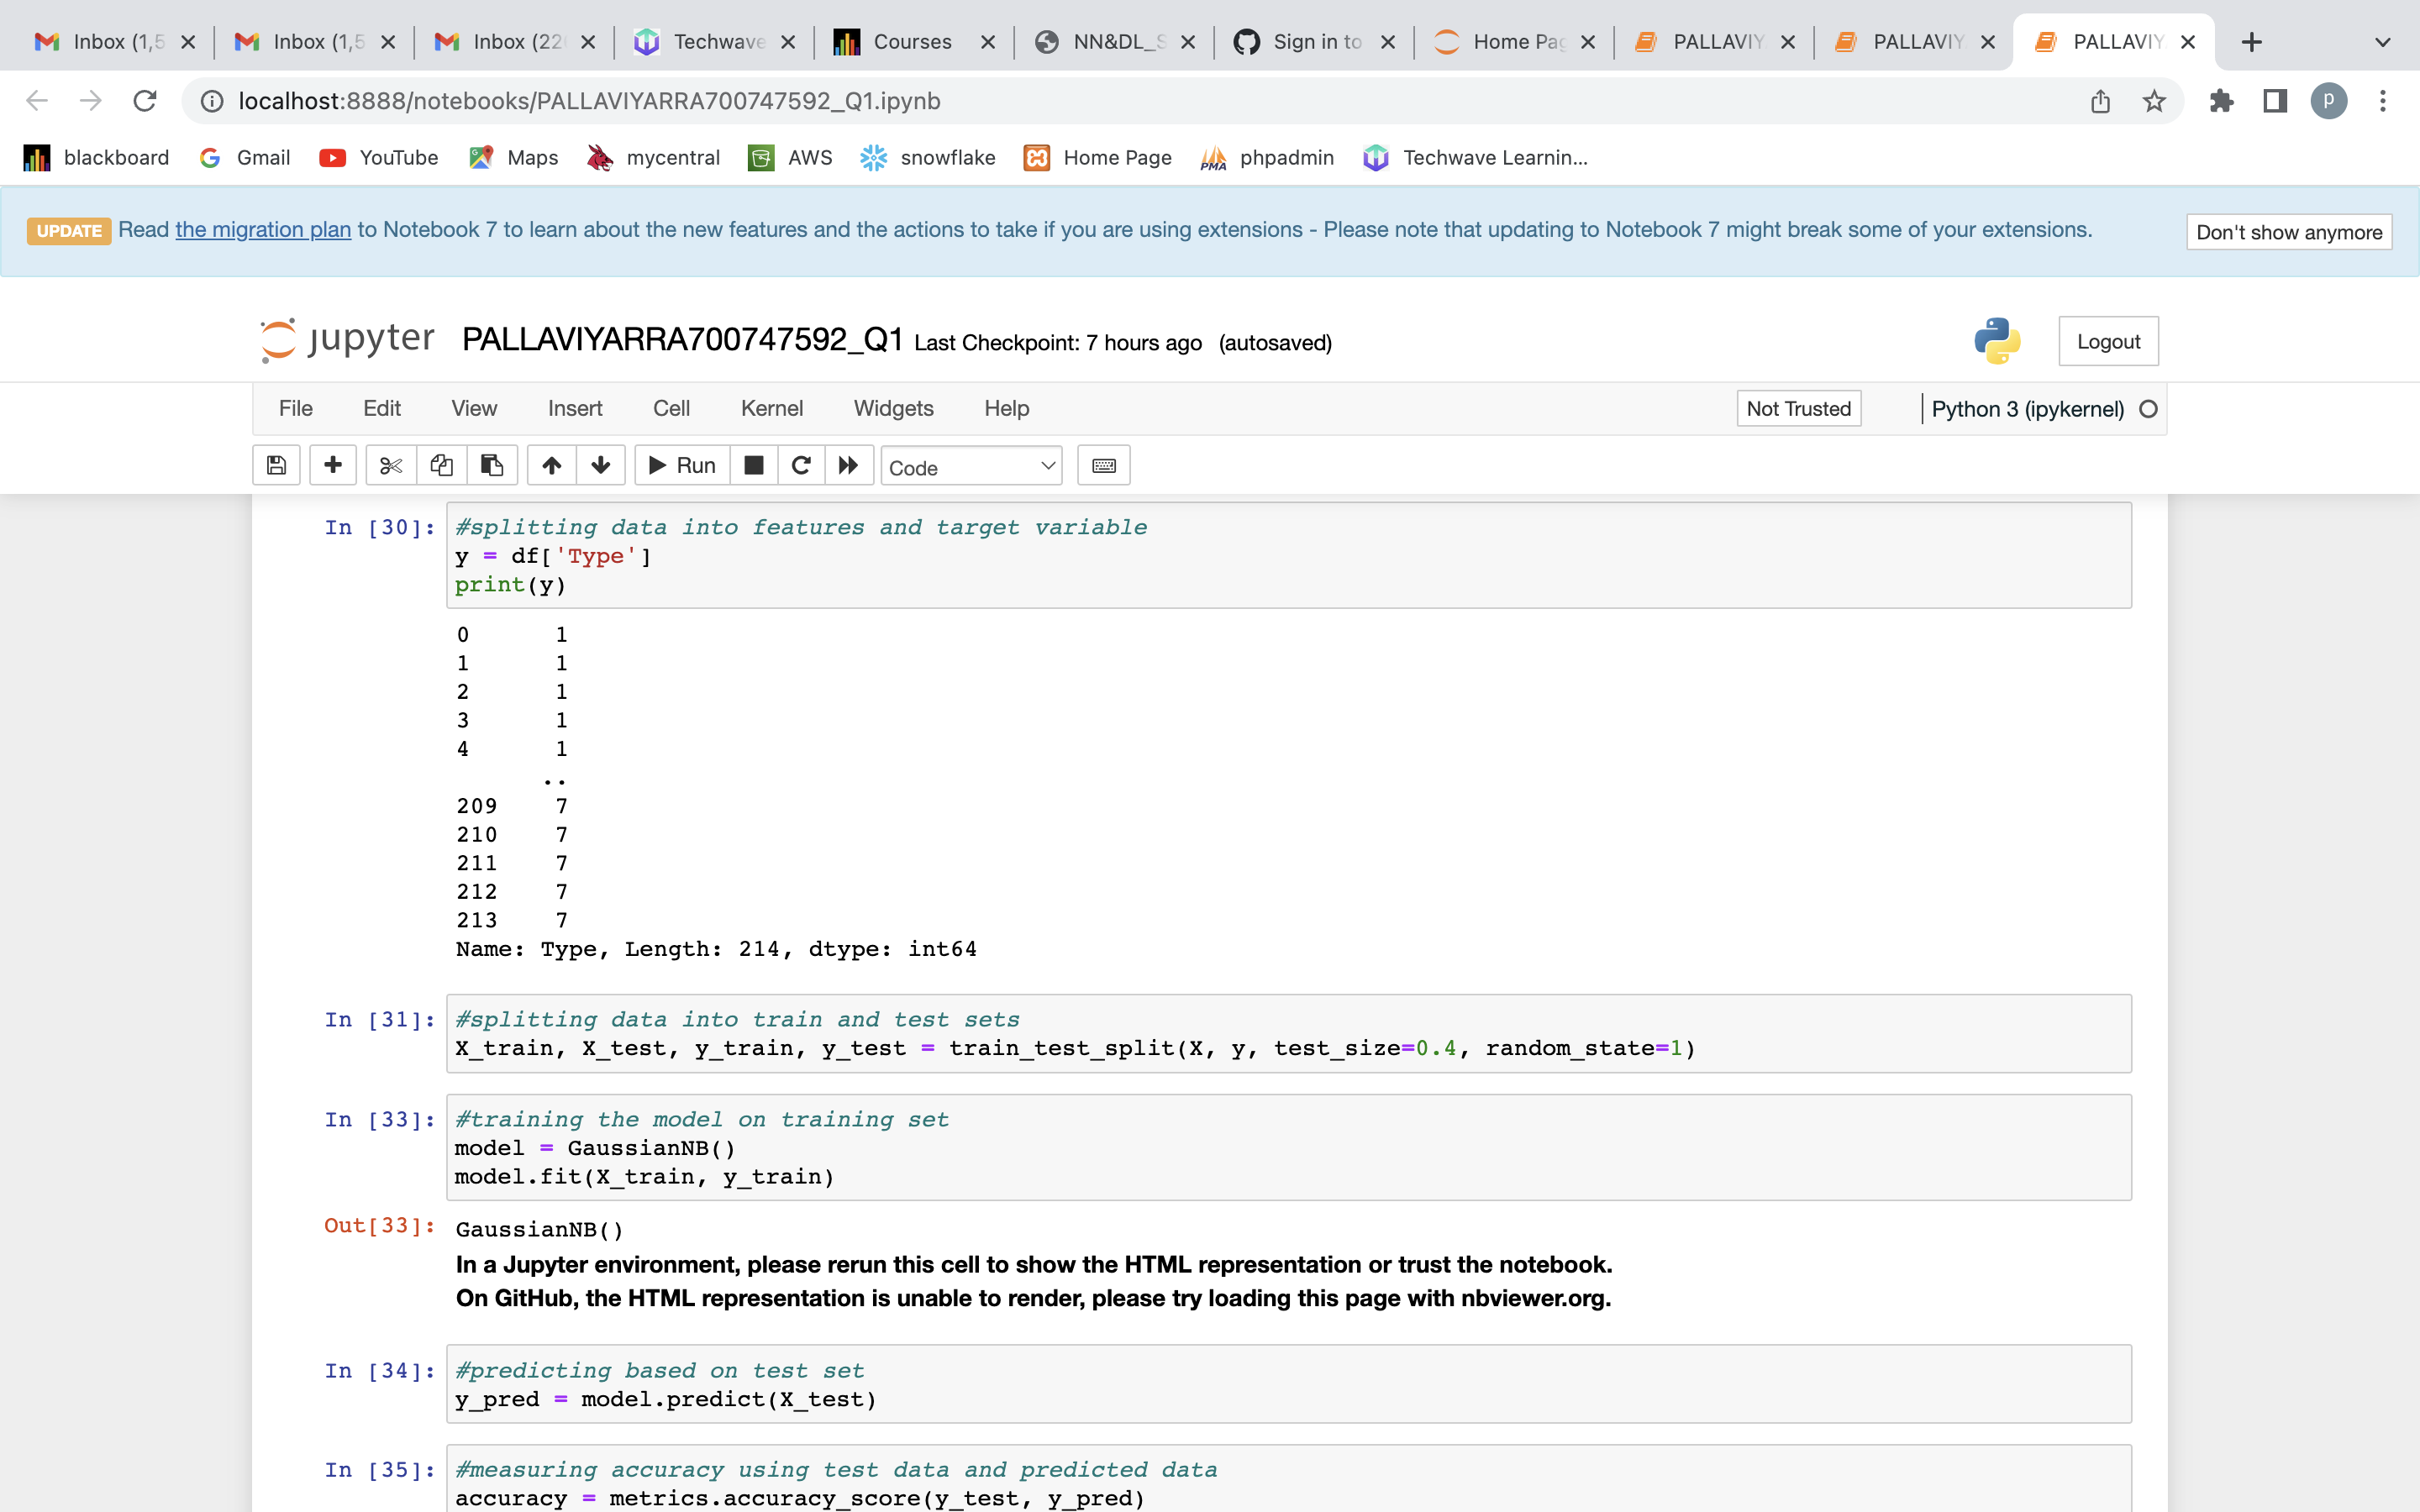 Inbox (1,5
Inbox (1,5
Inbox (22
Techwave
Courses
NN&DL_S
Sign in to
Home Pag
PALLAVIY
PALLAVIY
PALLAVIY
localhost:8888/notebooks/PALLAVIYARRA700747592_Q1.ipynb
p
blackboard
Gmail
YouTube
Maps
mycentral
AWS
snowflake
Home Page
PMA phpadmin
Techwave Learnin...
UPDATE Read the migration plan to Notebook 7 to learn about the new features and the actions to take if you are using extensions - Please note that updating to Notebook 7 might break some of your extensions.
Don't show anymore
jupyter PALLAVIYARRA700747592_Q1 Last Checkpoint: 7 hours ago (autosaved)
Logout
File Edit View Insert Cell Kernel Widgets Help
Not Trusted
Python 3 (ipykernel)
Run
Code
In [30]: #splitting data into features and target variable
y = df['Type']
print(y)
0 1
1 1
2 1
3 1
4 1
..
209 7
210 7
211 7
212 7
213 7
Name: Type, Length: 214, dtype: int64
In [31]: #splitting data into train and test sets
X_train, X_test, y_train, y_test = train_test_split(X, y, test_size=0.4, random_state=1)
In [33]: #training the model on training set
model = GaussianNB()
model.fit(X_train, y_train)
Out[33]: GaussianNB()
In a Jupyter environment, please rerun this cell to show the HTML representation or trust the notebook.
On GitHub, the HTML representation is unable to render, please try loading this page with nbviewer.org.
In [34]: #predicting based on test set
y_pred = model.predict(X_test)
In [35]: #measuring accuracy using test data and predicted data
accuracy = metrics.accuracy_score(y_test, y_pred)